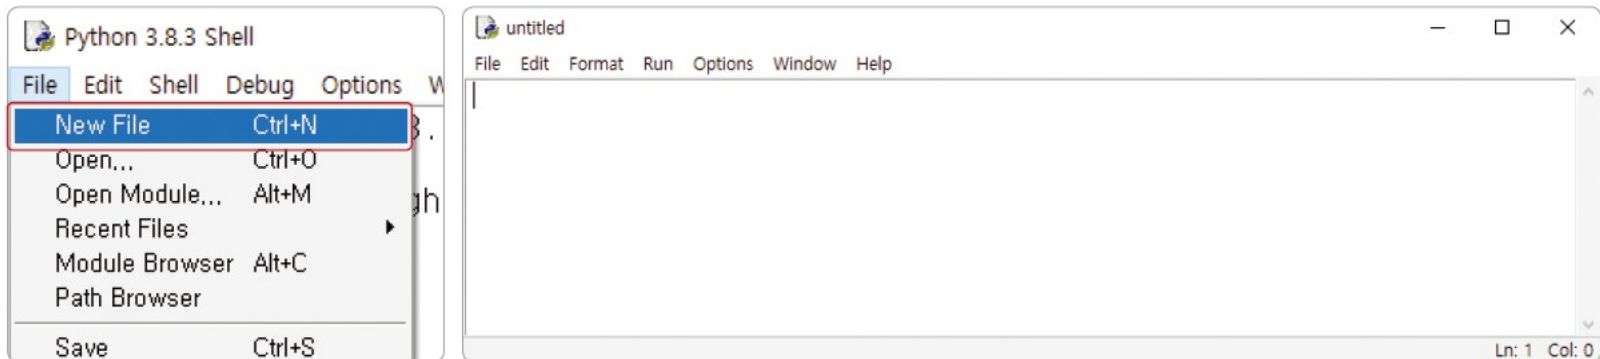 Python 3.8.3 Shell
File Edit Shell Debug Options
New File Ctrl+N
Open... Ctrl+O
Open Module... Alt+M
Recent Files
Module Browser Alt+C
Path Browser
Save Ctrl+S
untitled
File Edit Format Run Options Window Help
Ln: 1 Col: 0